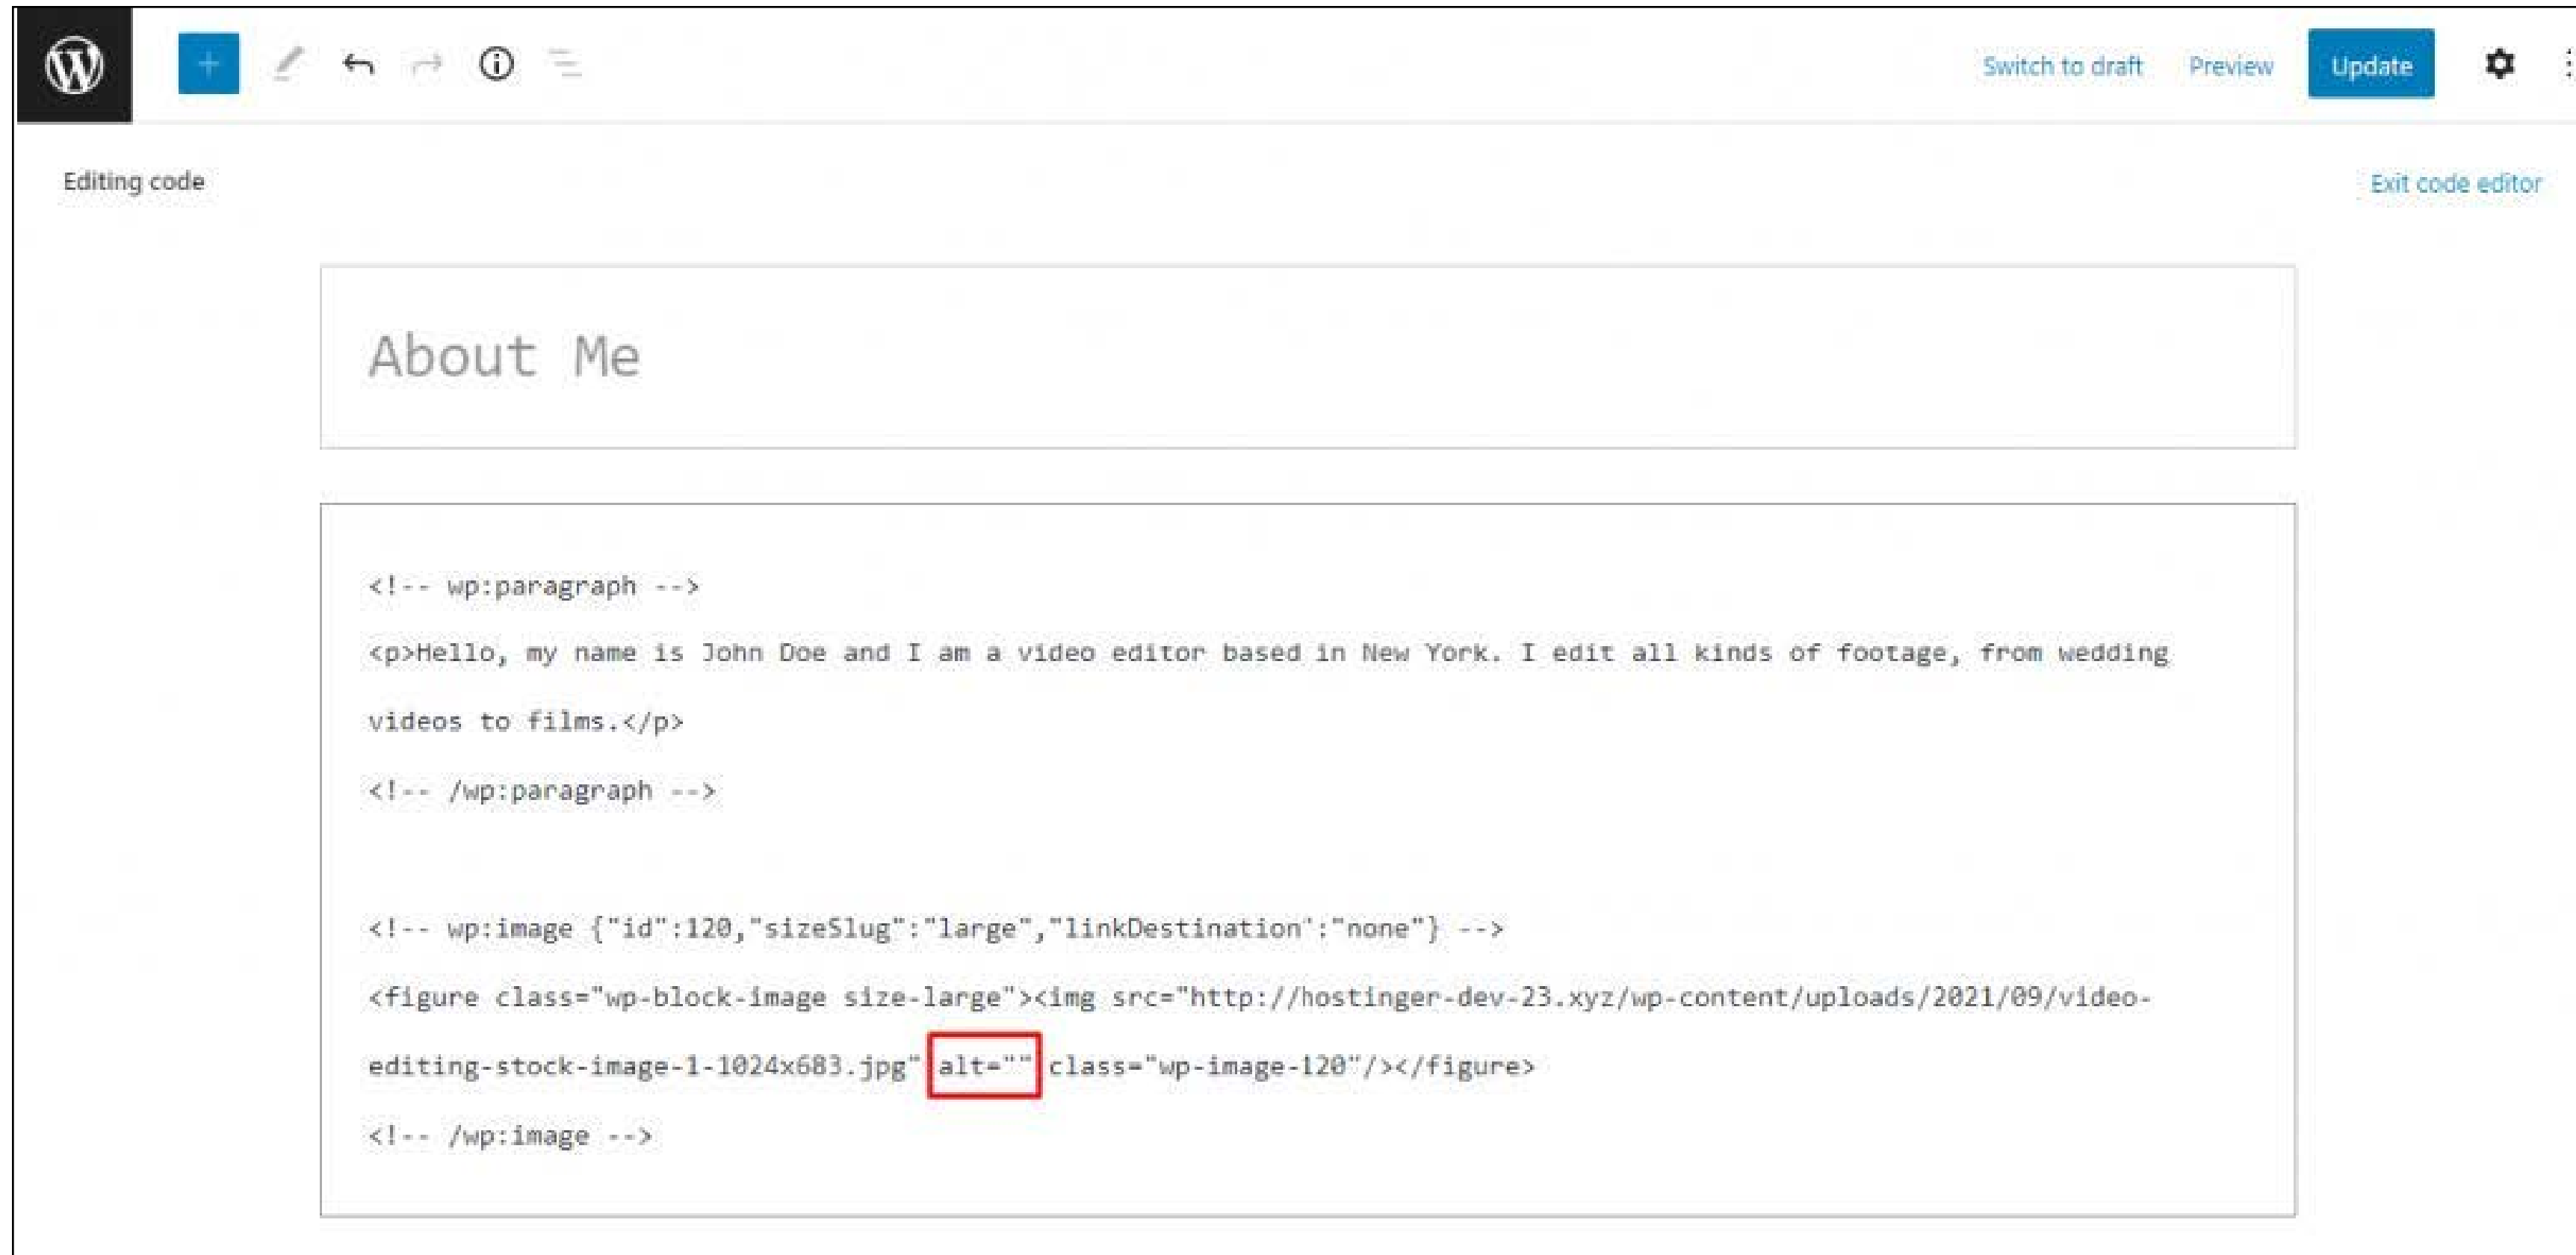 Switch to draft Preview Update
Editing code Exit code editor
About Me
<!-- wp:paragraph -->
<p>Hello, my name is John Doe and I am a video editor based in New York. I edit all kinds of footage, from wedding
videos to films.</p>
<!-- /wp:paragraph -->
<!-- wp:image {"id":120,"sizeSlug":"large","linkDestination":"none"} -->
<figure class="wp-block-image size-large"><img src="http://hostinger-dev-23.xyz/wp-content/uploads/2021/09/video-
editing-stock-image-1-1024x683.jpg" alt="" class="wp-image-120"/></figure>
<!-- /wp:image -->